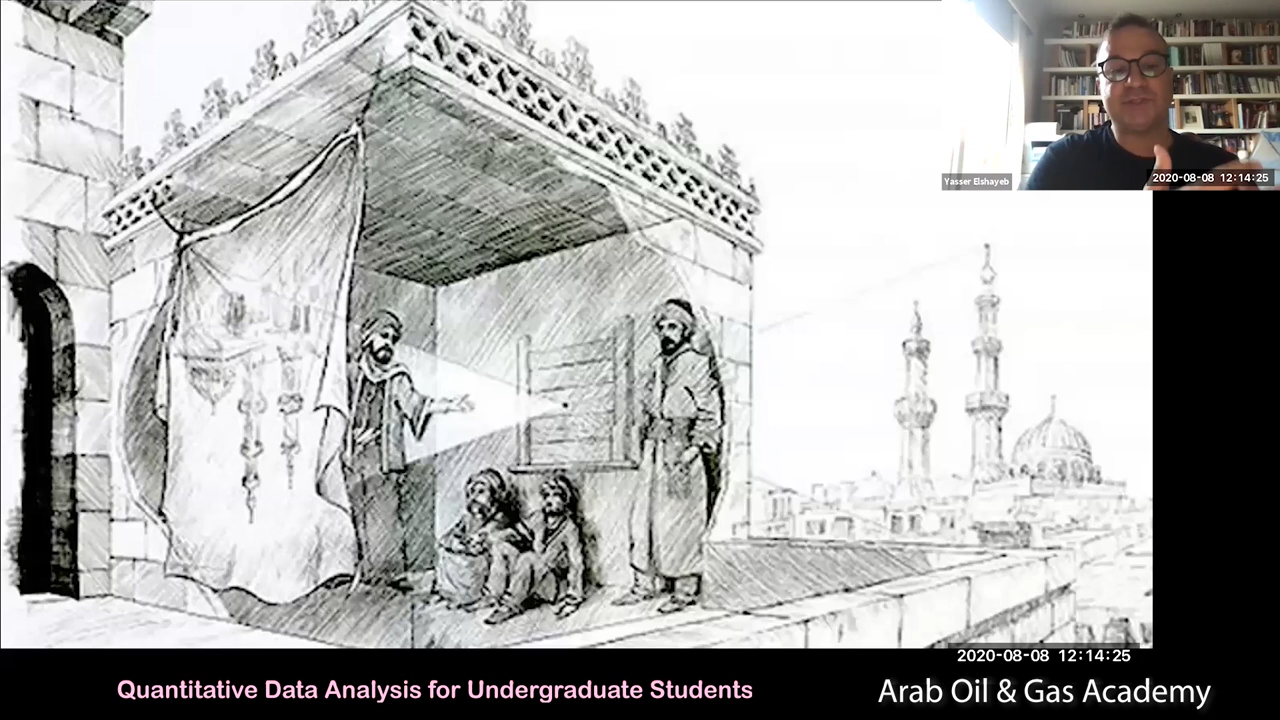 Yasser Elshayeb
2020-08-08 12:14:25
2020-08-08 12:14:25
Quantitative Data Analysis for Undergraduate Students
Arab Oil & Gas Academy